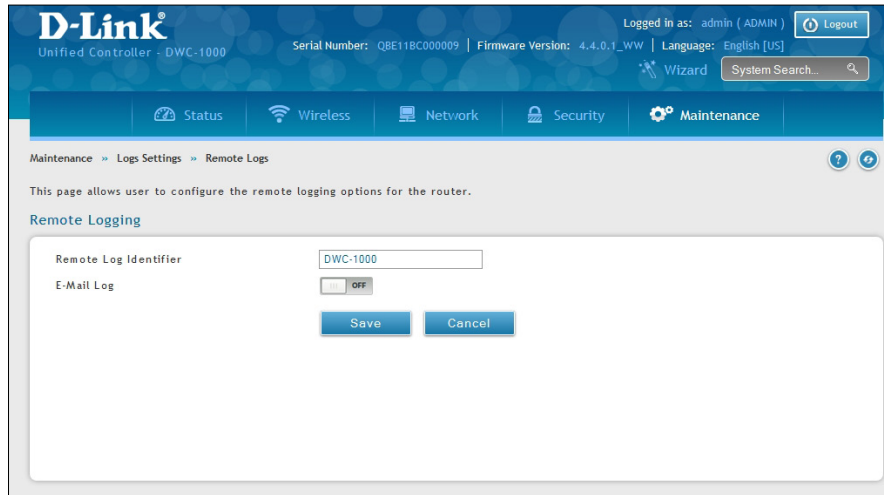 D-Link
Unified Controller - DWC-1000
Logged in as: admin ( ADMIN )
Logout
Serial Number: QBE11BC000009 | Firmware Version: 4.4.0.1_WW | Language: English [US]
Wizard
System Search...
Status
Wireless
Network
Security
Maintenance
Maintenance » Logs Settings » Remote Logs
?
This page allows user to configure the remote logging options for the router.
Remote Logging
Remote Log Identifier DWC-1000
E-Mail Log OFF
Save Cancel